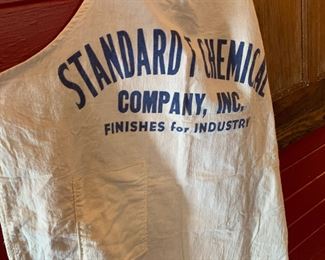 STANDARD T CHEMICAL
COMPANY, INC.
FINISHES for INDUSTRY